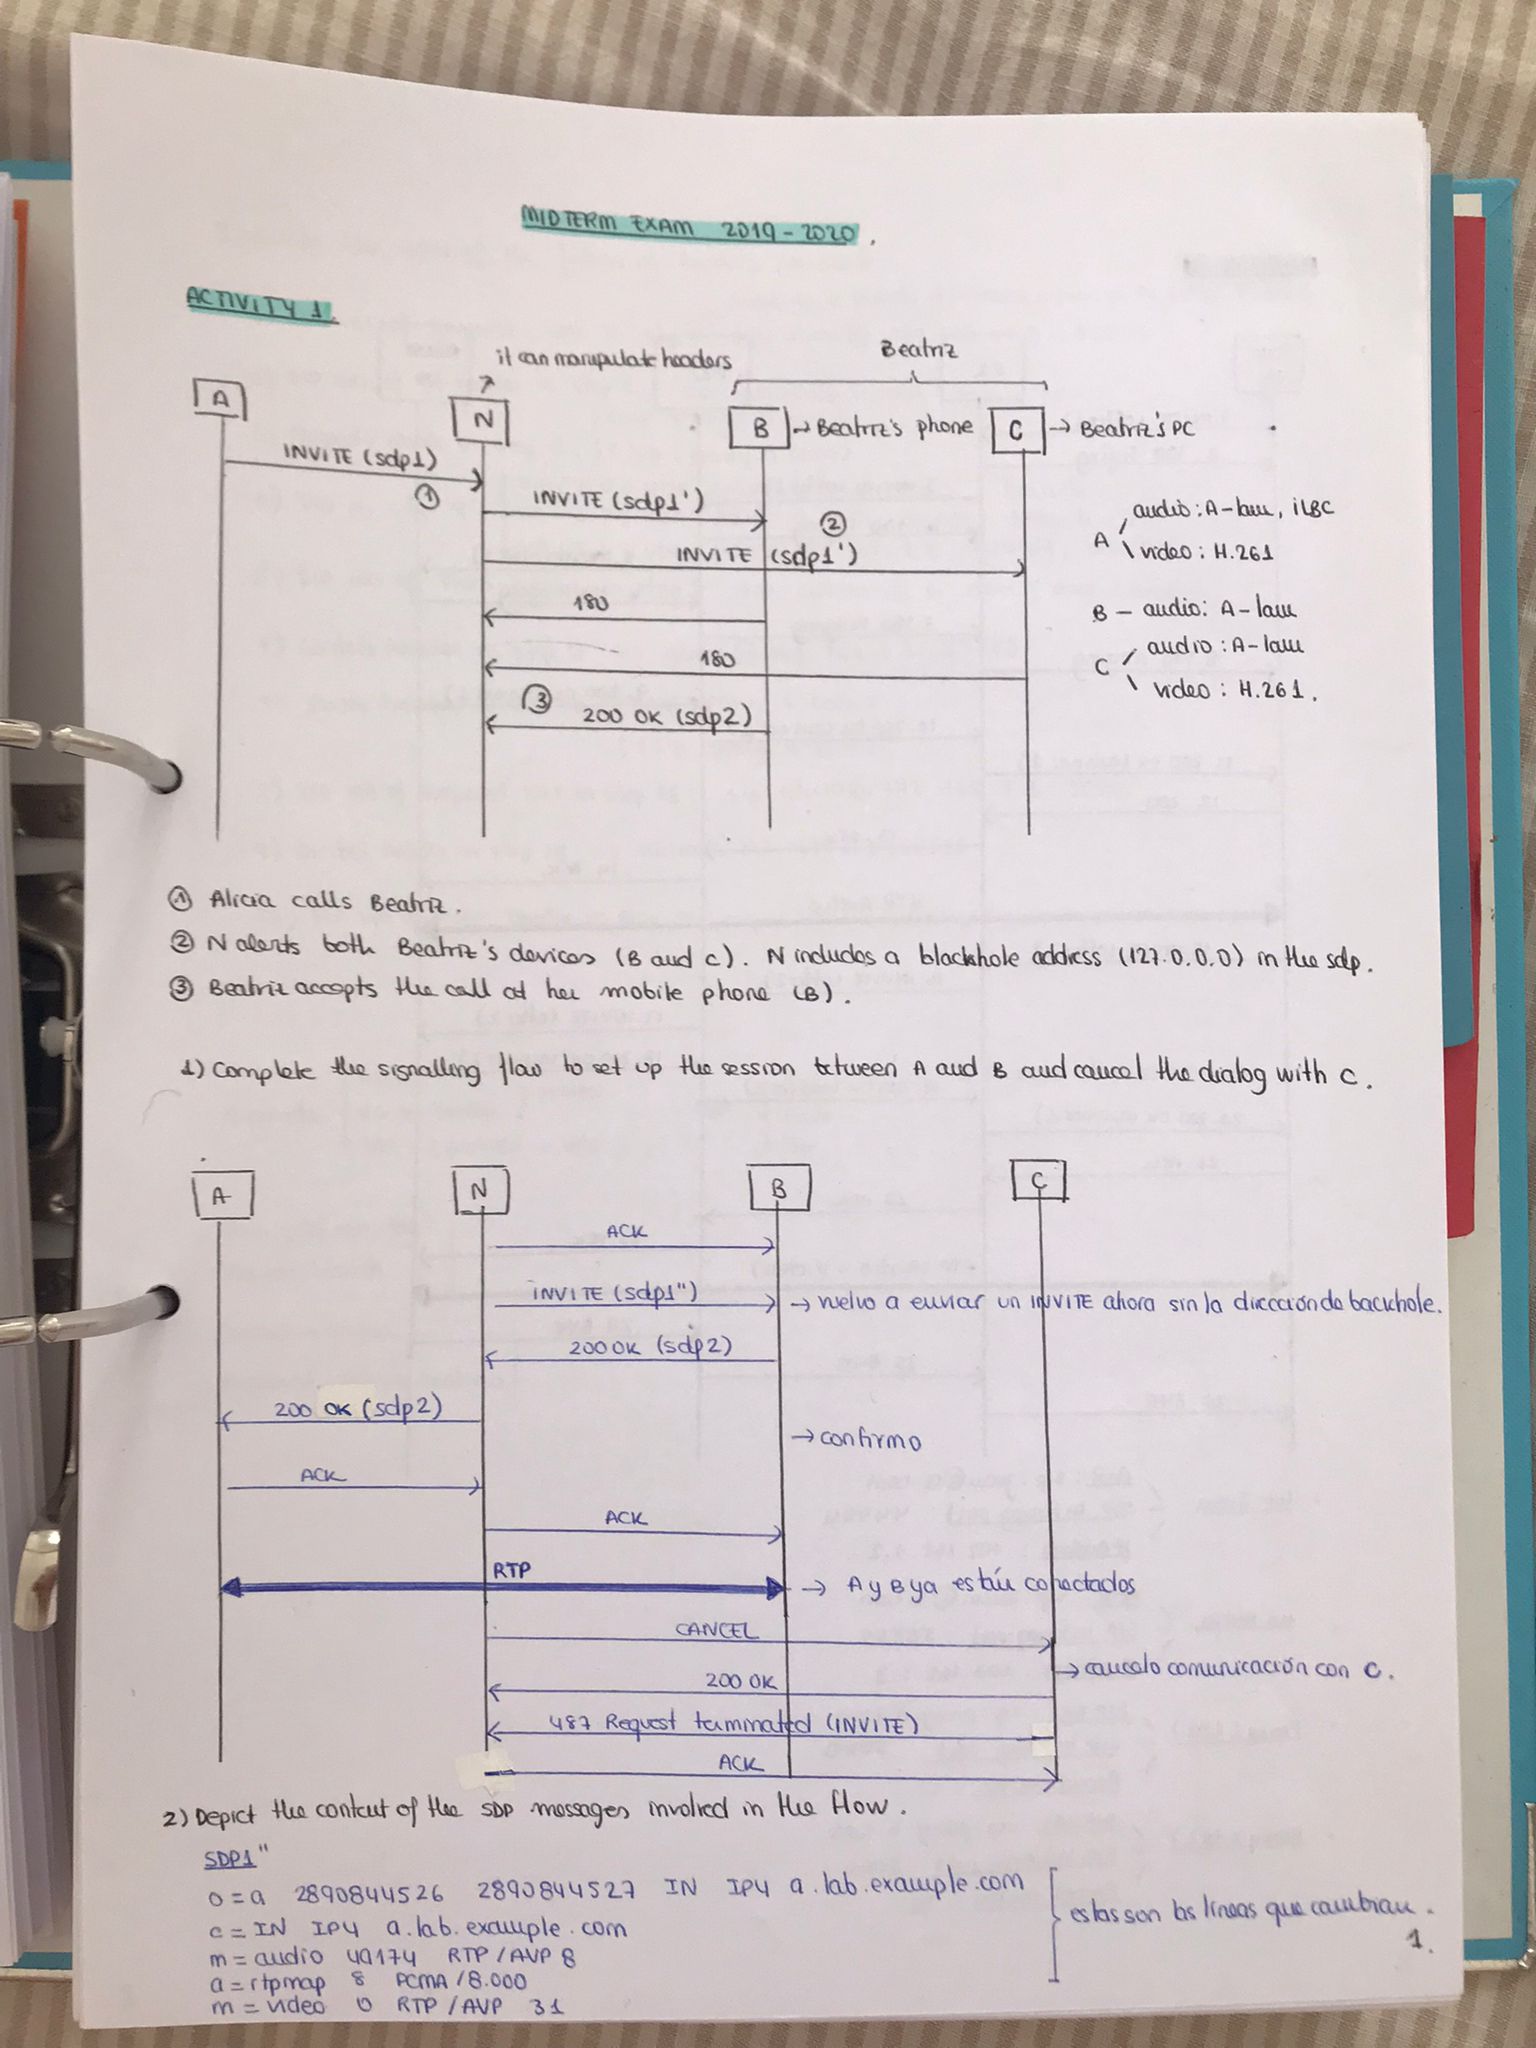 MIDTERM EXAM 2019-2020.
ACTIVITY 1.
it can manipulate headers
Beatriz
A
N
B → Beatriz's phone
C → Beatriz's PC
INVITE (sdp1)
①
INVITE (sdp1')
②
INVITE (sdp1')
180
180
③
200 OK (sdp2)
A audio: A-law, iLBC
video: H.261
B - audio: A-law
C audio: A-law
video: H.261.
① Alicia calls Beatriz.
② N alerts both Beatriz's devices (B and C). N includes a blackhole address (127.0.0.0) in the sdp.
③ Beatriz accepts the call at her mobile phone (B).
1) Complete the signalling flow to set up the session between A and B and cancel the dialog with C.
A
N
B
C
ACK
INVITE (sdp1") → vuelvo a enviar un INVITE ahora sin la dirección de backhole.
200 OK (sdp2)
200 OK (sdp2)
→ confirmo
ACK
ACK
RTP → A y B ya están conectados
CANCEL
→ cancelo comunicación con C.
200 OK
487 Request terminated (INVITE)
ACK
2) Depict the content of the SDP messages involved in the flow.
SDP1"
o=a 2890844526 2890844527 IN IP4 a.lab.example.com
c=IN IP4 a.lab.example.com
m=audio 49174 RTP/AVP 8
a=rtpmap 8 PCMA/8.000
m=video 0 RTP/AVP 31
estas son las líneas que cambian.
1.